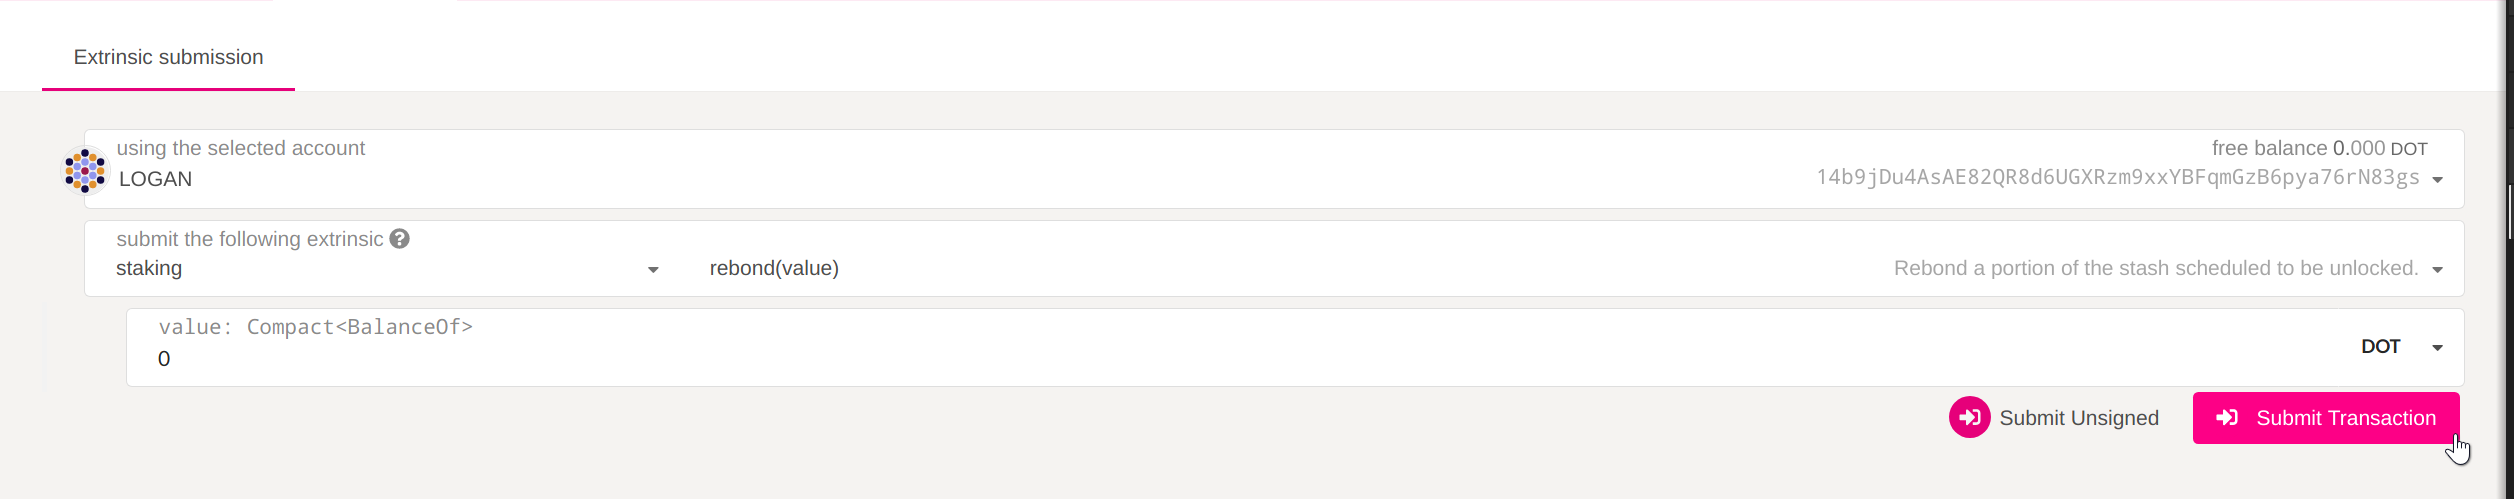 Extrinsic submission
using the selected account
free balance 0.000 DOT
LOGAN
14b9jDu4AsAE82QR8d6UGXRzm9xxYBFqmGzB6pya76rN83gs
submit the following extrinsic ?
staking
rebond(value)
Rebond a portion of the stash scheduled to be unlocked.
value: Compact<BalanceOf>
0
DOT
Submit Unsigned
Submit Transaction